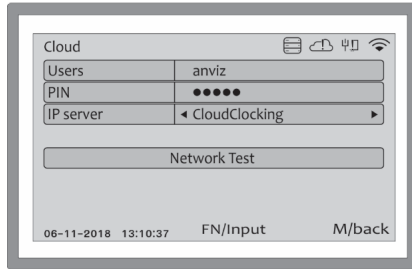 Cloud
Users anviz
PIN ●●●●●
IP server ◀ CloudClocking ▶
Network Test
06-11-2018 13:10:37 FN/Input M/back